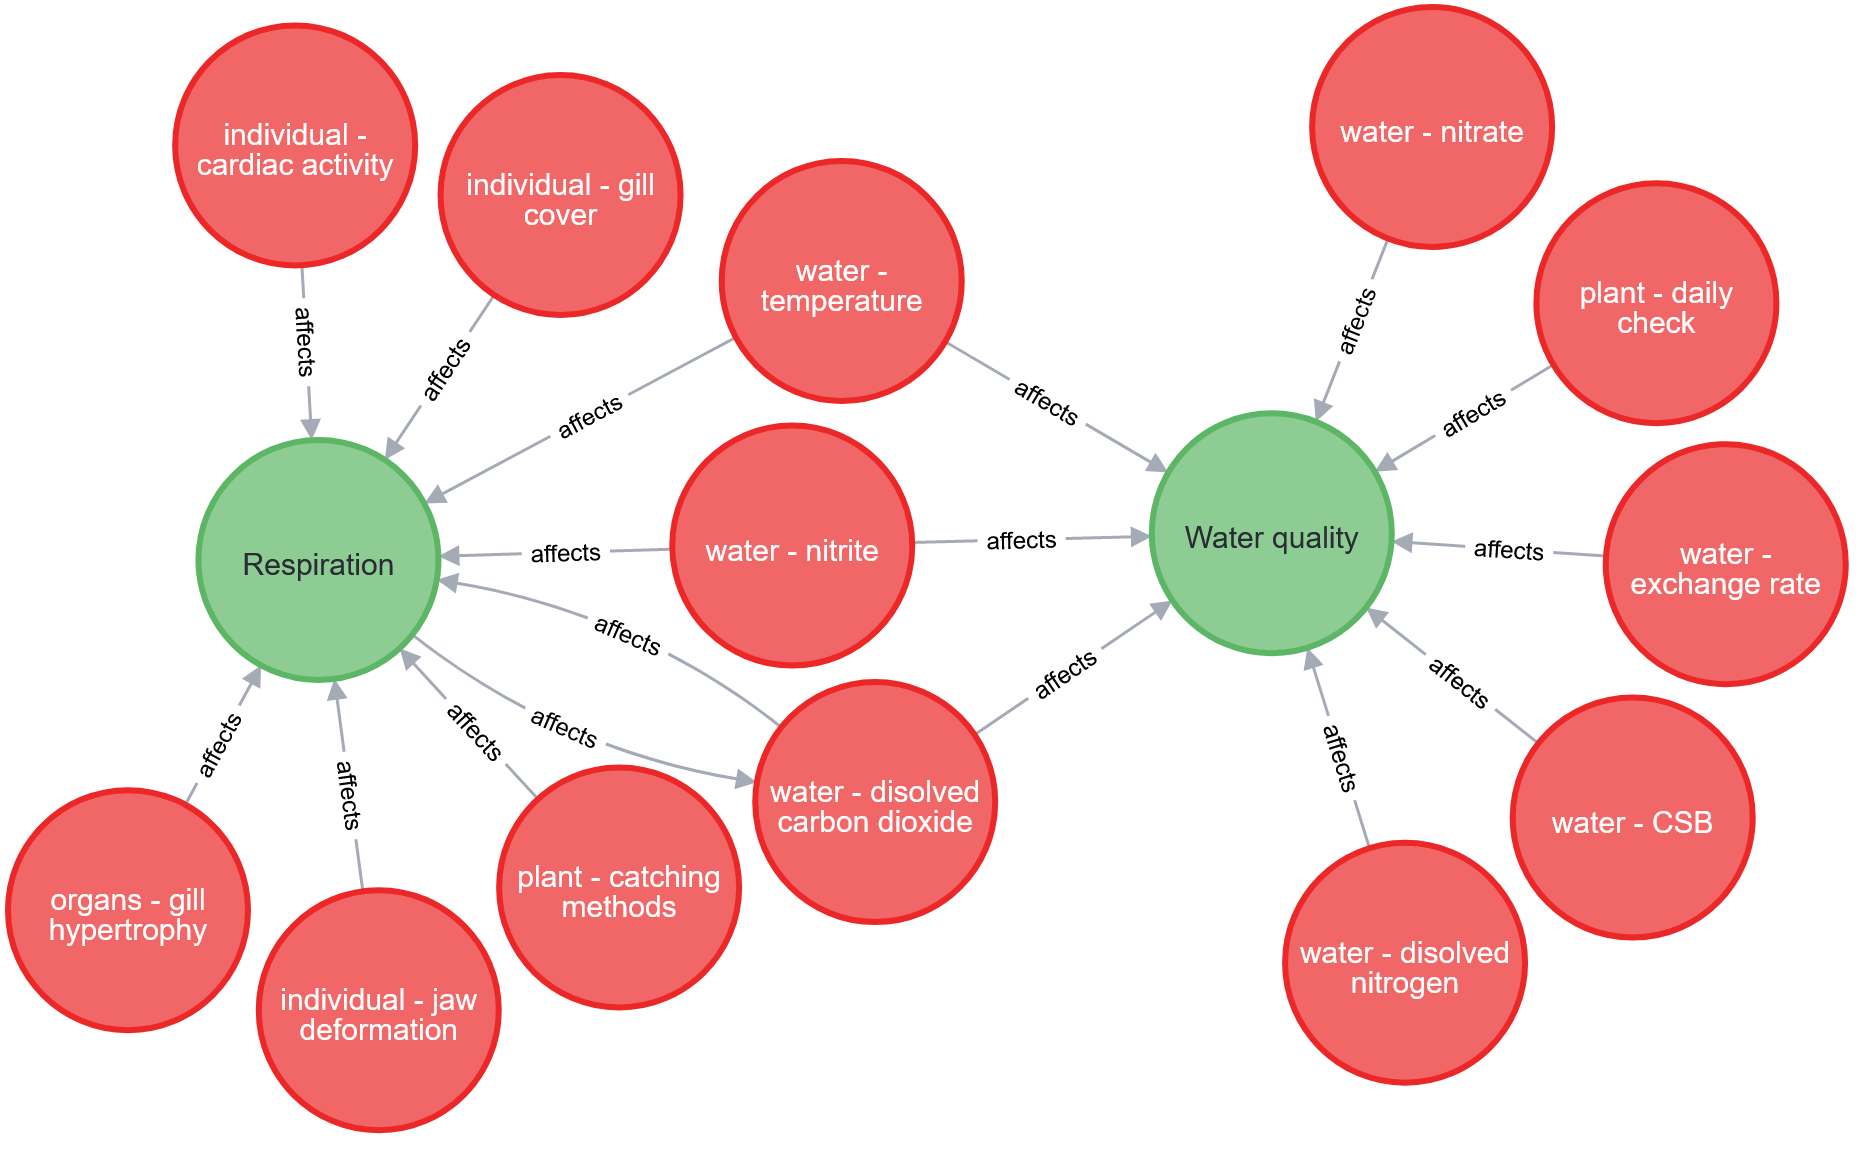 individual -
cardiac activity
individual - gill
cover
water -
temperature
water - nitrate
plant - daily
check
affects
affects
affects
affects
affects
affects
Respiration
affects
water - nitrite
affects
Water quality
affects
water -
exchange rate
affects
affects
affects
affects
affects
affects
affects
affects
organs - gill
hypertrophy
individual - jaw
deformation
plant - catching
methods
water - disolved
carbon dioxide
water - CSB
water - disolved
nitrogen